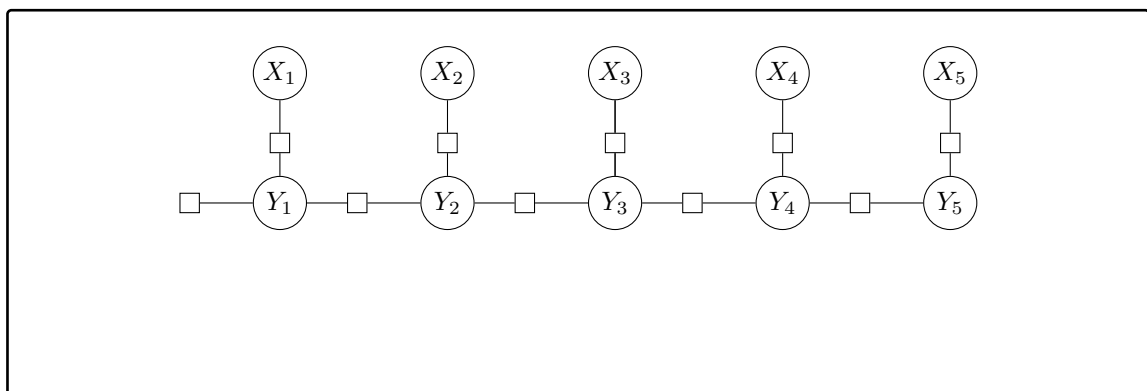 X₁ X₂ X₃ X₄ X₅
Y₁ Y₂ Y₃ Y₄ Y₅